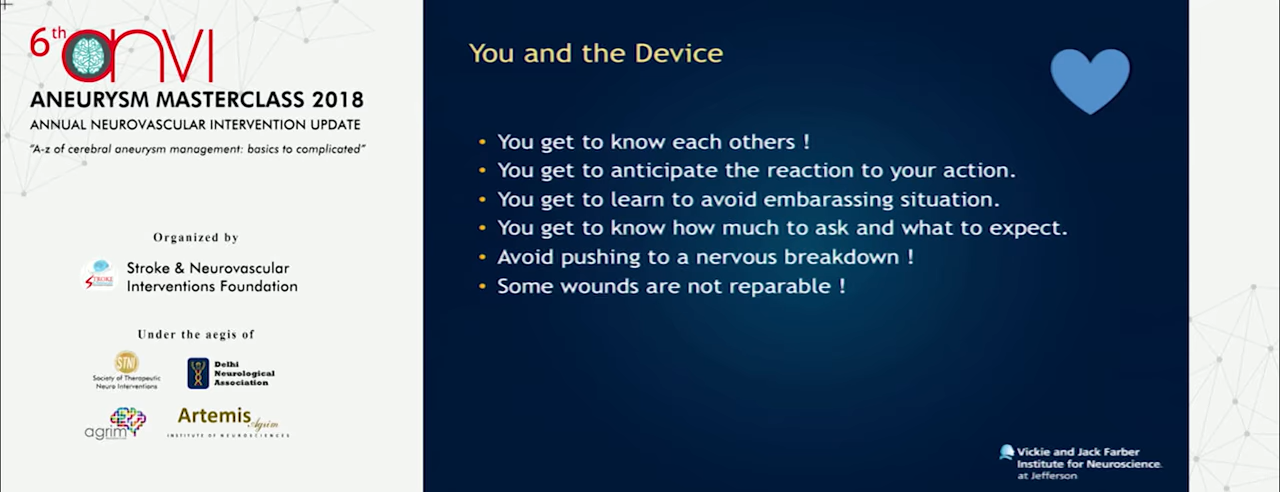 6th anvi
ANEURYSM MASTERCLASS 2018
ANNUAL NEUROVASCULAR INTERVENTION UPDATE
"A-z of cerebral aneurysm management: basics to complicated"
Organized by
STROKE
Stroke & Neurovascular
Interventions Foundation
Under the aegis of
STNI
Society of Therapeutic
Neuro Interventions
Delhi
Neurological
Association
agrim
Artemis Agrim
INSTITUTE OF NEUROSCIENCES
You and the Device
• You get to know each others !
• You get to anticipate the reaction to your action.
• You get to learn to avoid embarassing situation.
• You get to know how much to ask and what to expect.
• Avoid pushing to a nervous breakdown !
• Some wounds are not reparable !
Vickie and Jack Farber
Institute for Neuroscience.
at Jefferson